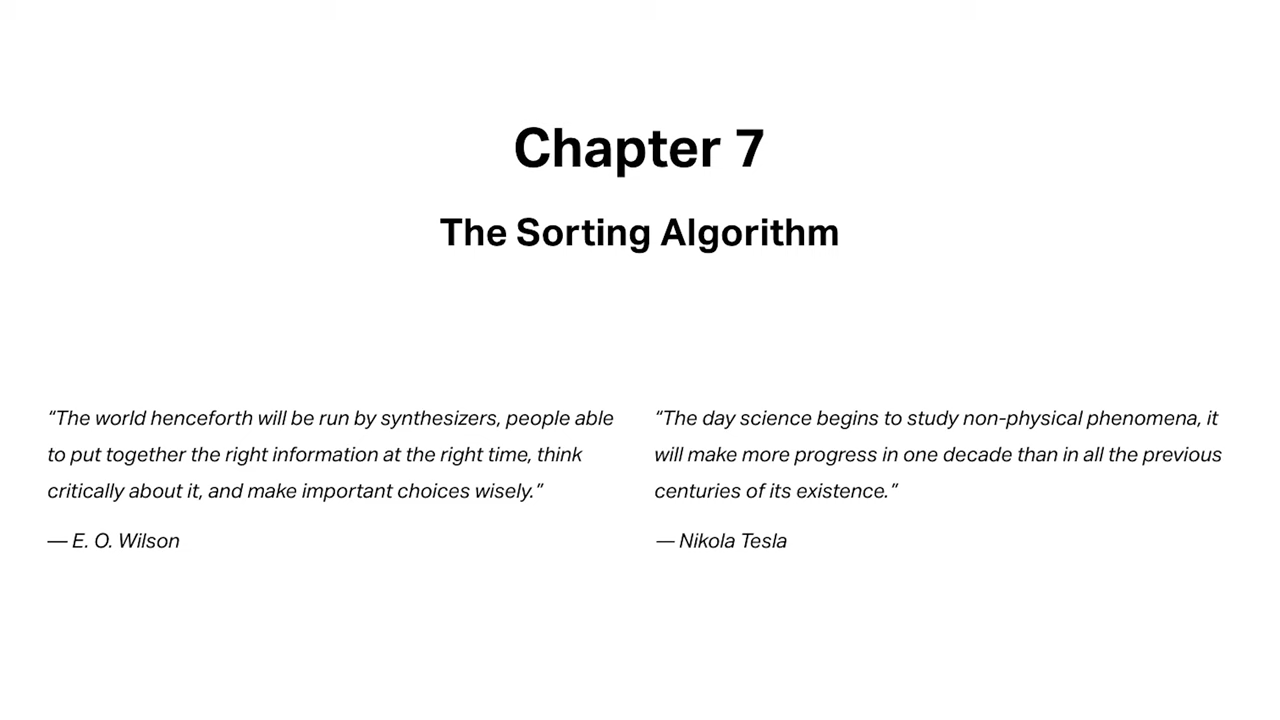 Chapter 7
The Sorting Algorithm
“The world henceforth will be run by synthesizers, people able
to put together the right information at the right time, think
critically about it, and make important choices wisely.”
— E. O. Wilson
“The day science begins to study non-physical phenomena, it
will make more progress in one decade than in all the previous
centuries of its existence.”
— Nikola Tesla